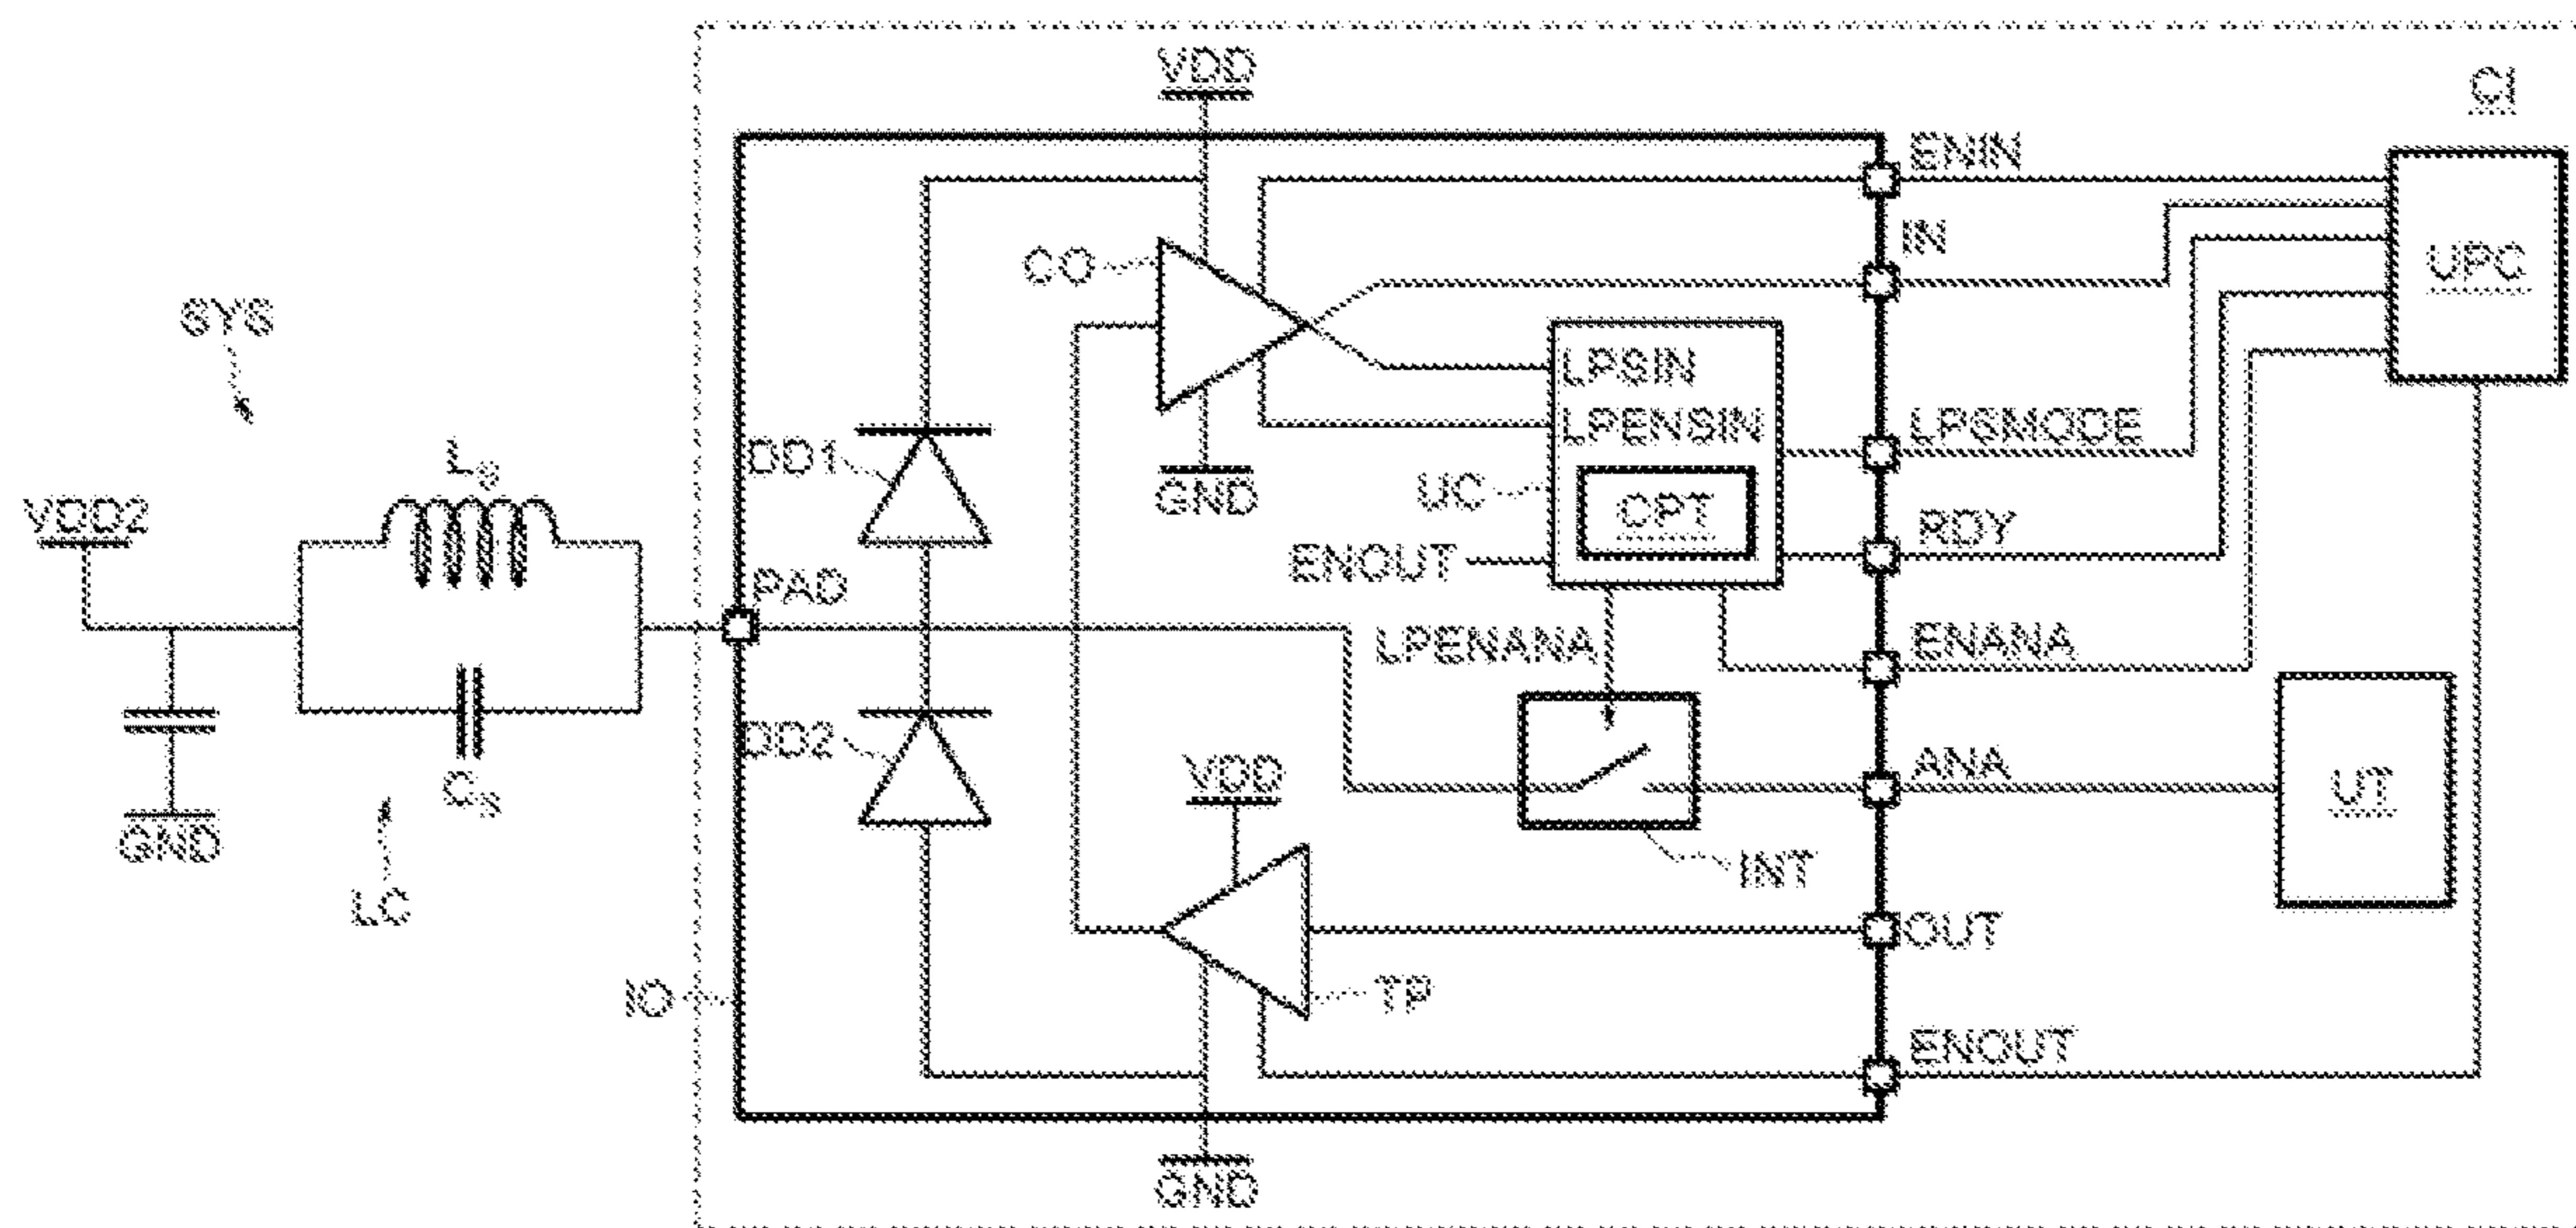 VDD
CI
ENIN
IN
CO
UPC
SYS
LPSIN
LPENSIN
LPSMODE
DD1
LS
GND
UC
CPT
VDD2
RDY
ENOUT
PAD
LPENANA
ENANA
DD2
VDD
ANA
UT
CS
GND
INT
LC
OUT
IO
TP
ENOUT
GND